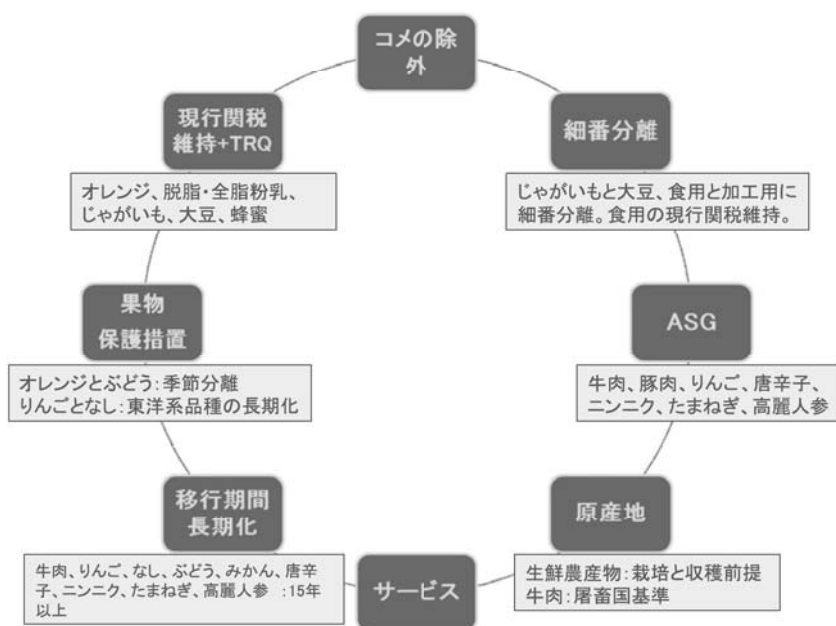 コメの除
外
現行関税
維持+TRQ
オレンジ、脱脂・全脂粉乳、
じゃがいも、大豆、蜂蜜
細番分離
じゃがいもと大豆、食用と加工用に
細番分離。食用の現行関税維持。
果物
保護措置
オレンジとぶどう：季節分離
りんごとなし：東洋系品種の長期化
ASG
牛肉、豚肉、りんご、唐辛子、
ニンニク、たまねぎ、高麗人参
移行期間
長期化
牛肉、りんご、なし、ぶどう、みかん、唐辛
子、ニンニク、たまねぎ、高麗人参 ：15年
以上
サービス
原産地
生鮮農産物：栽培と収穫前提
牛肉：屠畜国基準